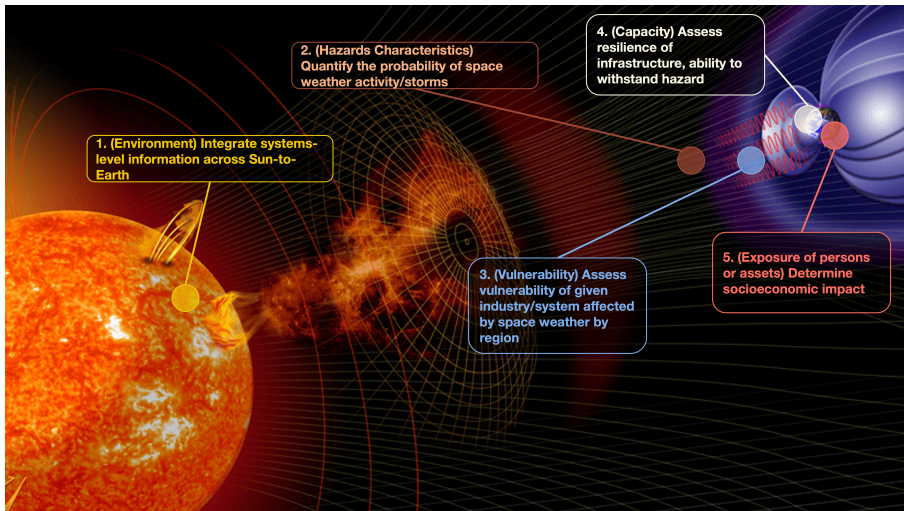 1. (Environment) Integrate systems-
level information across Sun-to-
Earth
2. (Hazards Characteristics)
Quantify the probability of space
weather activity/storms
3. (Vulnerability) Assess
vulnerability of given
industry/system affected
by space weather by
region
4. (Capacity) Assess
resilience of
infrastructure, ability to
withstand hazard
5. (Exposure of persons
or assets) Determine
socioeconomic impact